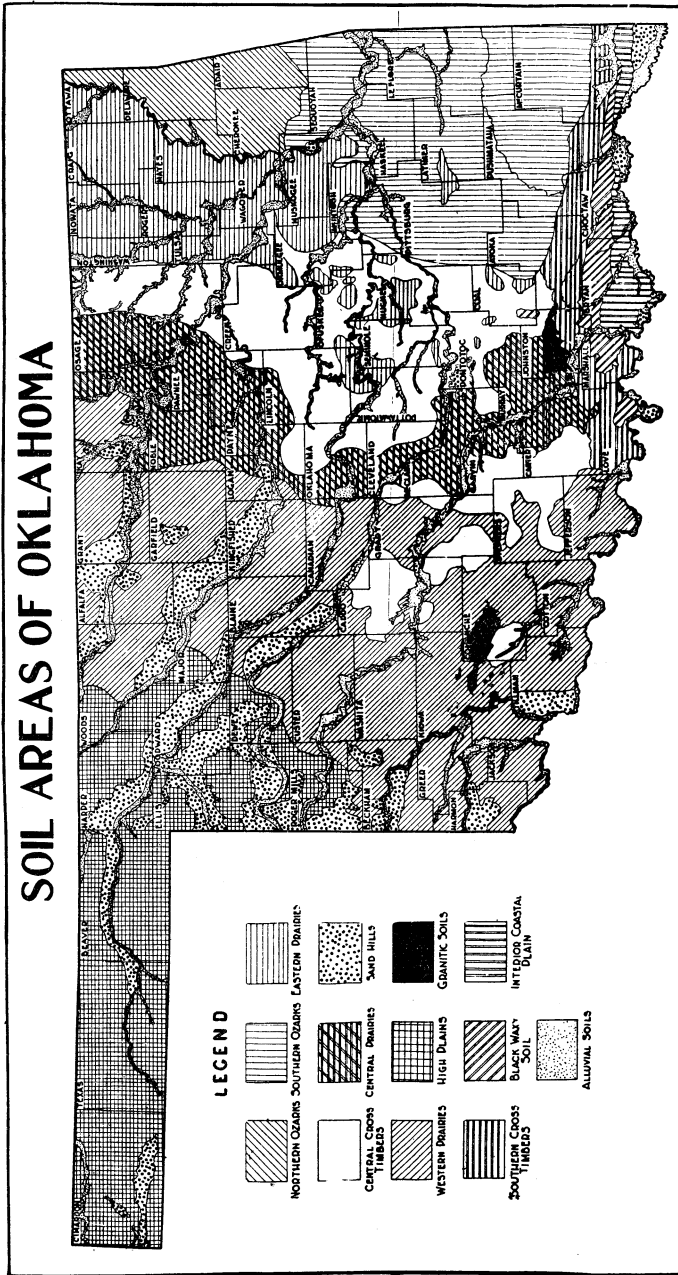 SOIL AREAS OF OKLAHOMA
CIMARRON
TEXAS
BEAVER
HARPER
WOODS
ALFALFA
GRANT
KAY
OSAGE
WASHINGTON
NOWATA
CRAIG
OTTAWA
ELLIS
WOODWARD
MAJOR
GARFIELD
NOBLE
PAWNEE
TULSA
ROGERS
MAYES
DELAWARE
DEWEY
BLAINE
KINGFISHER
LOGAN
PAYNE
CREEK
WAGONER
CHEROKEE
ADAIR
CUSTER
CANADIAN
OKLAHOMA
LINCOLN
MUSKOGEE
SEQUOYAH
BECKHAM
WASHITA
CADDO
GRADY
CLEVELAND
POTTAWATOMIE
SEMINOLE
HUGHES
MCINTOSH
HASKELL
LE FLORE
GREER
KIOWA
GARVIN
PONTOTOC
PITTSBURG
LATIMER
HARMON
JACKSON
COMANCHE
STEPHENS
MURRAY
COAL
PUSHMATAHA
TILLMAN
COTTON
JEFFERSON
CARTER
JOHNSTON
ATOKA
MCCURTAIN
LOVE
MARSHALL
BRYAN
CHOCTAW
LEGEND
NORTHERN OZARKS
SOUTHERN OZARKS
EASTERN PRAIRIES
CENTRAL CROSS
TIMBERS
CENTRAL PRAIRIES
SAND HILLS
WESTERN PRAIRIES
HIGH PLAINS
GRANITIC SOILS
SOUTHERN CROSS
TIMBERS
BLACK WAXY
SOIL
INTERIOR COASTAL
PLAIN
ALLUVIAL SOILS